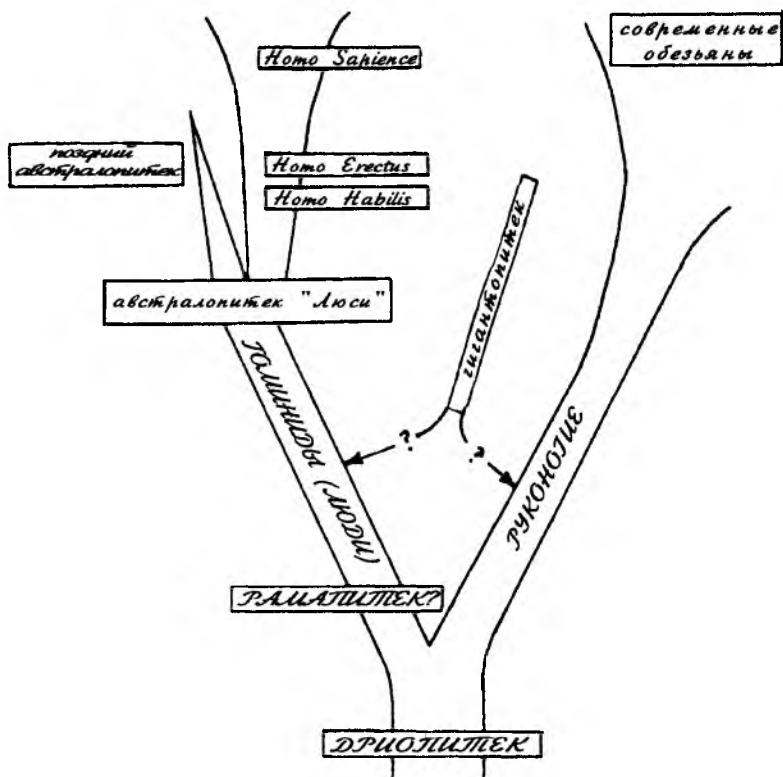 Homo Sapience
современные
обезьяны
поздний
австралопитек
Homo Erectus
Homo Habilis
гигантопитек
австралопитек "Люси"
ГОМИНИДЫ (ЛЮДИ)
?
?
РУКОНОГИЕ
РАМАПИТЕК?
ДРИОПИТЕК